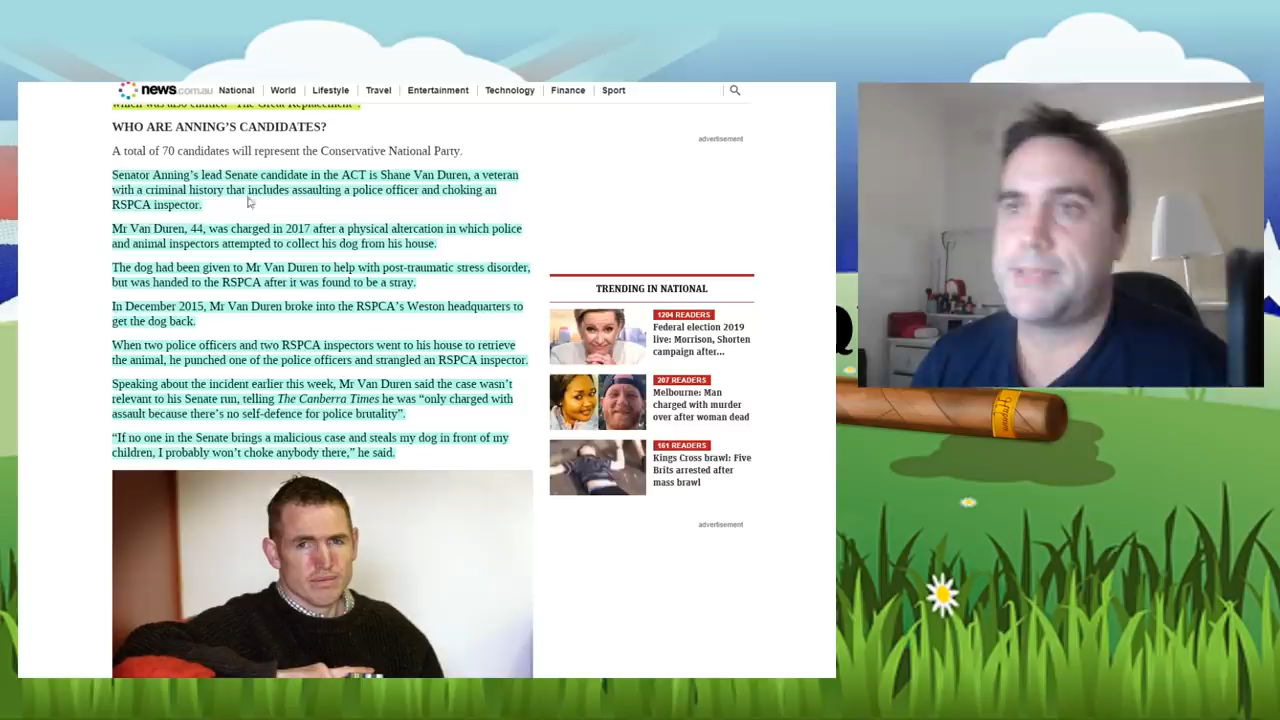 news.com.au National World Lifestyle Travel Entertainment Technology Finance Sport
which was also entitled "The Great Replacement".
WHO ARE ANNING'S CANDIDATES?
A total of 70 candidates will represent the Conservative National Party.
Senator Anning's lead Senate candidate in the ACT is Shane Van Duren, a veteran
with a criminal history that includes assaulting a police officer and choking an
RSPCA inspector.
Mr Van Duren, 44, was charged in 2017 after a physical altercation in which police
and animal inspectors attempted to collect his dog from his house.
The dog had been given to Mr Van Duren to help with post-traumatic stress disorder,
but was handed to the RSPCA after it was found to be a stray.
In December 2015, Mr Van Duren broke into the RSPCA's Weston headquarters to
get the dog back.
When two police officers and two RSPCA inspectors went to his house to retrieve
the animal, he punched one of the police officers and strangled an RSPCA inspector.
Speaking about the incident earlier this week, Mr Van Duren said the case wasn't
relevant to his Senate run, telling The Canberra Times he was "only charged with
assault because there's no self-defence for police brutality".
"If no one in the Senate brings a malicious case and steals my dog in front of my
children, I probably won't choke anybody there," he said.
advertisement
TRENDING IN NATIONAL
1204 READERS
Federal election 2019
live: Morrison, Shorten
campaign after...
207 READERS
Melbourne: Man
charged with murder
over after woman dead
161 READERS
Kings Cross brawl: Five
Brits arrested after
mass brawl
advertisement
Q